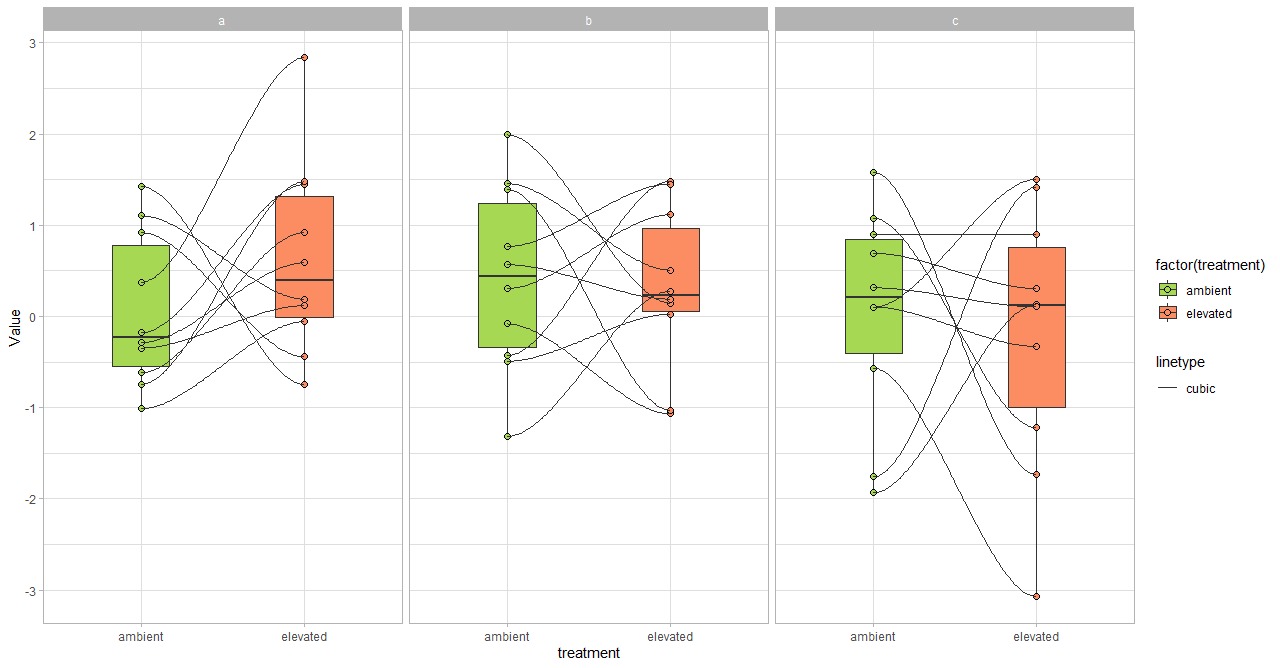 a b c
3
2
1
0
-1
-2
-3
Value
ambient elevated ambient elevated ambient elevated
treatment
factor(treatment)
ambient
elevated
linetype
cubic